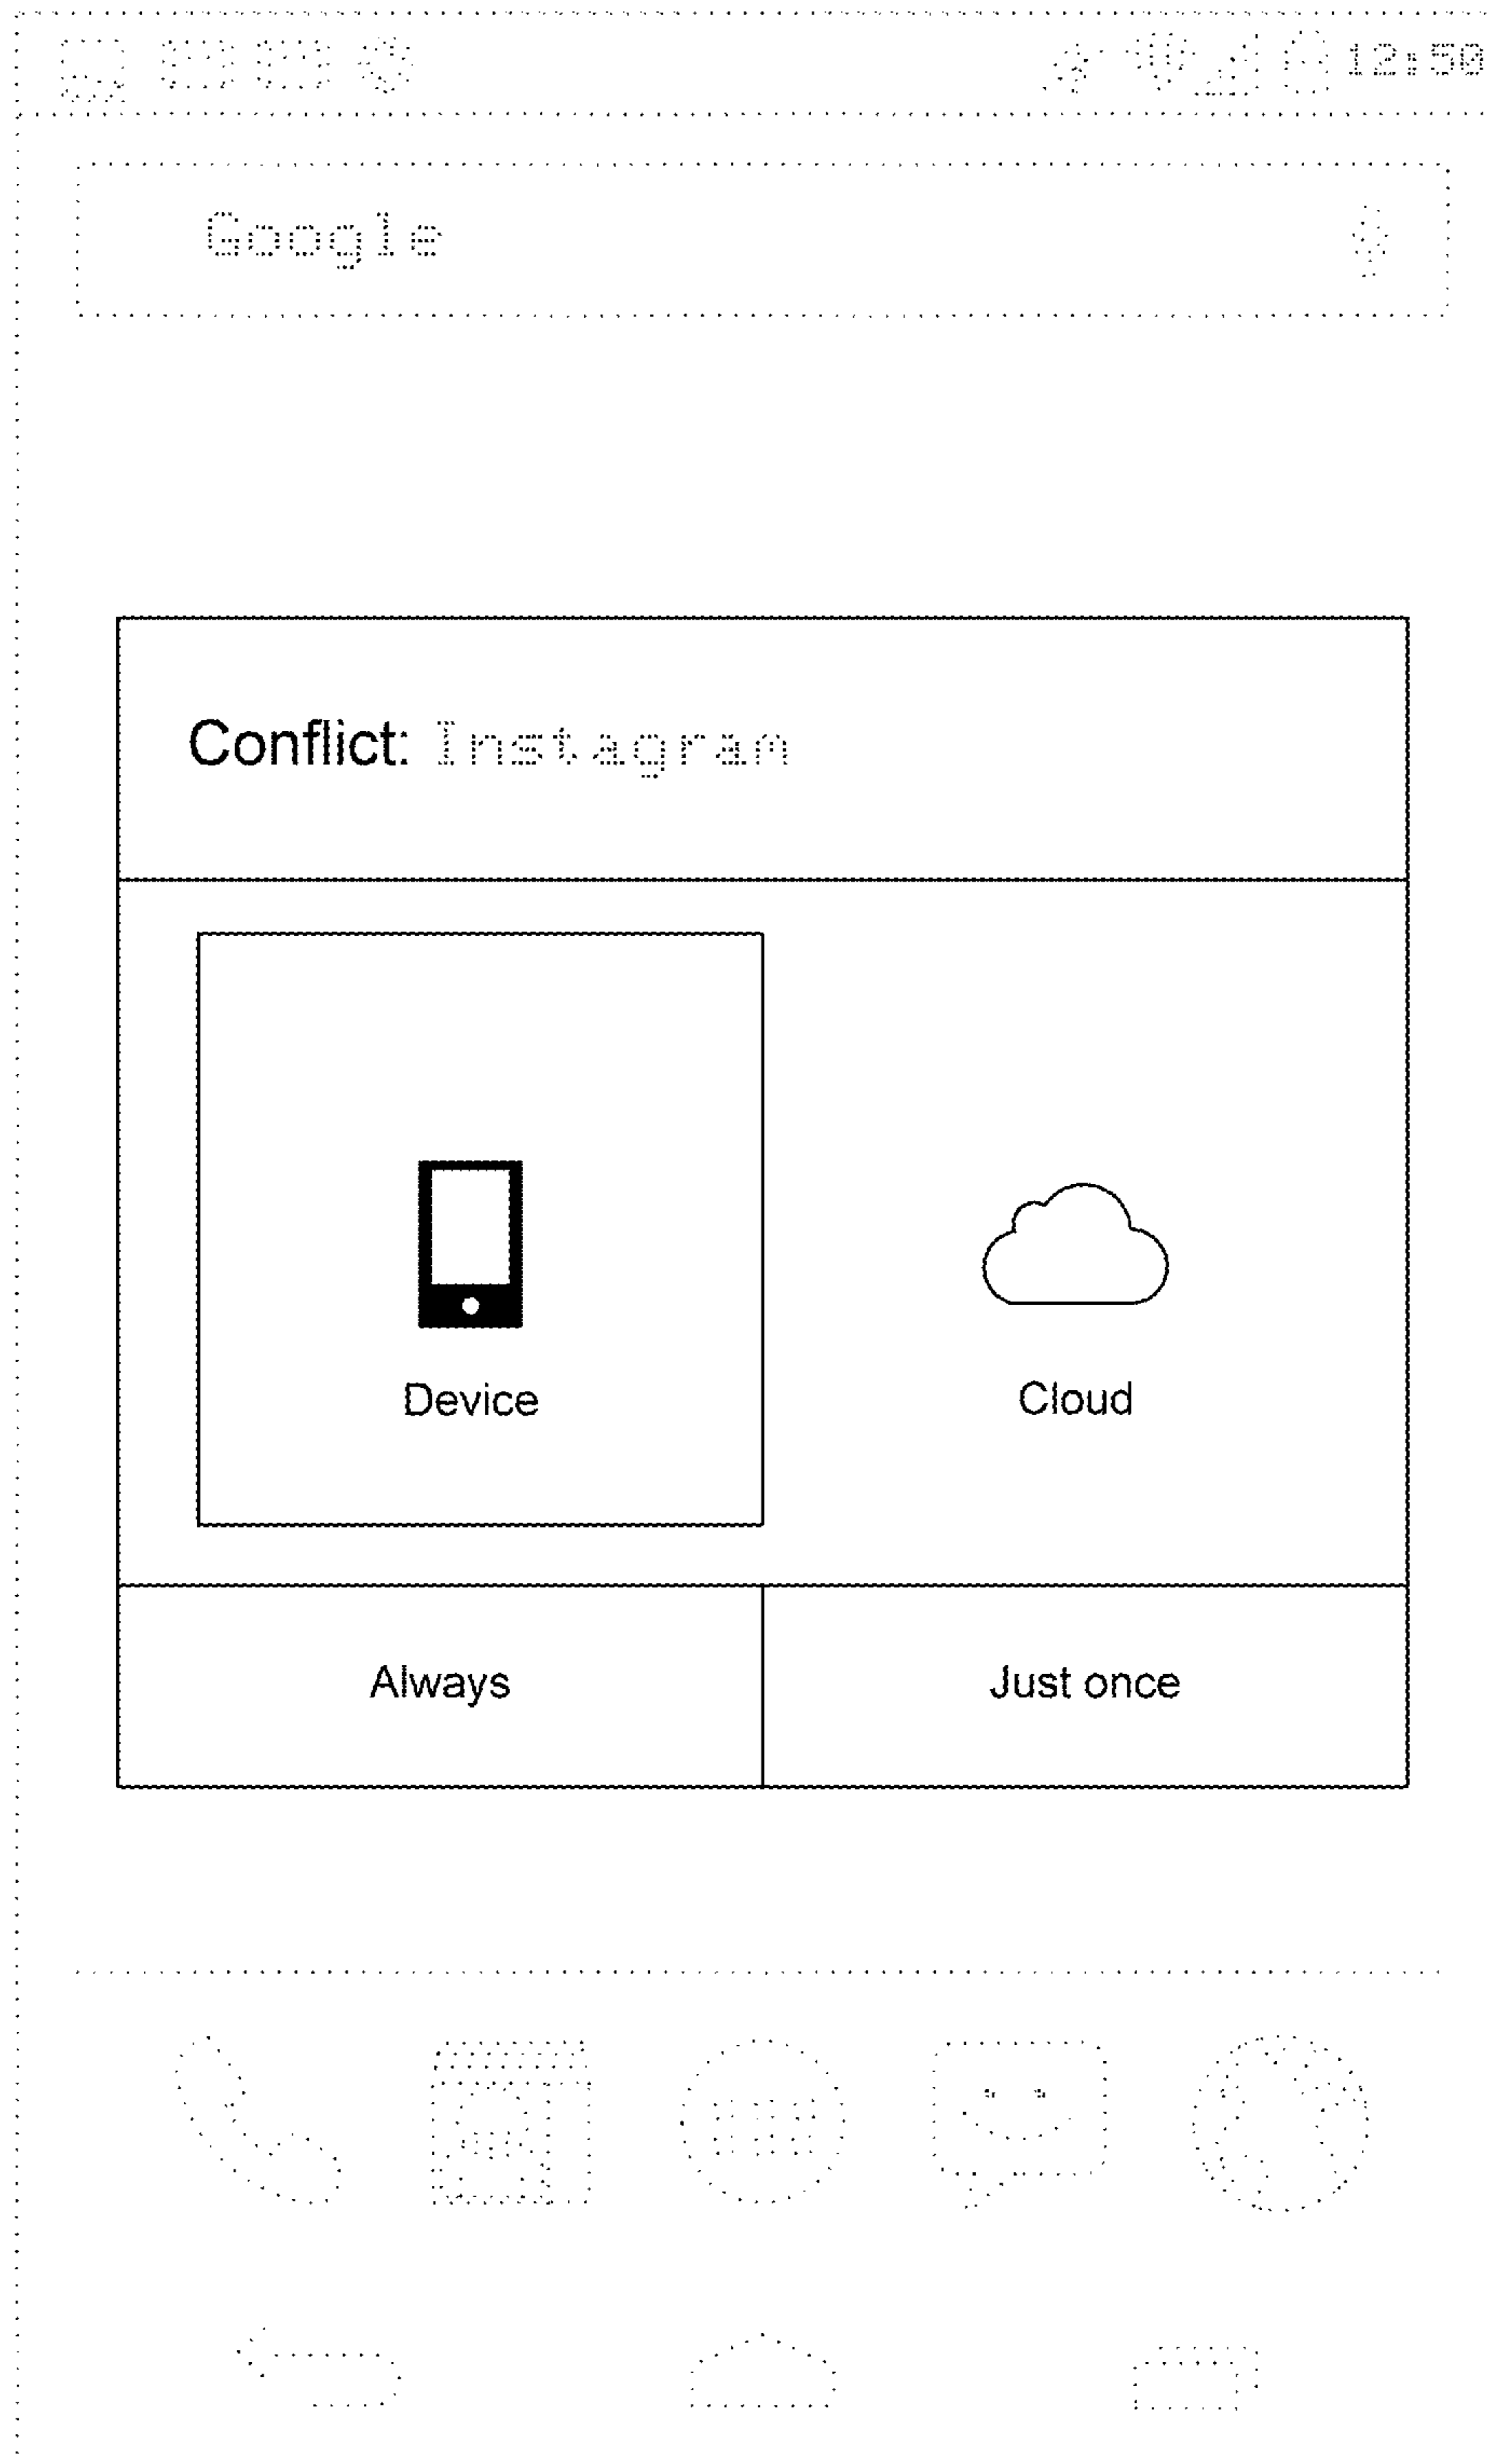 12:50
Google
Conflict: Instagram
Device
Cloud
Always
Just once